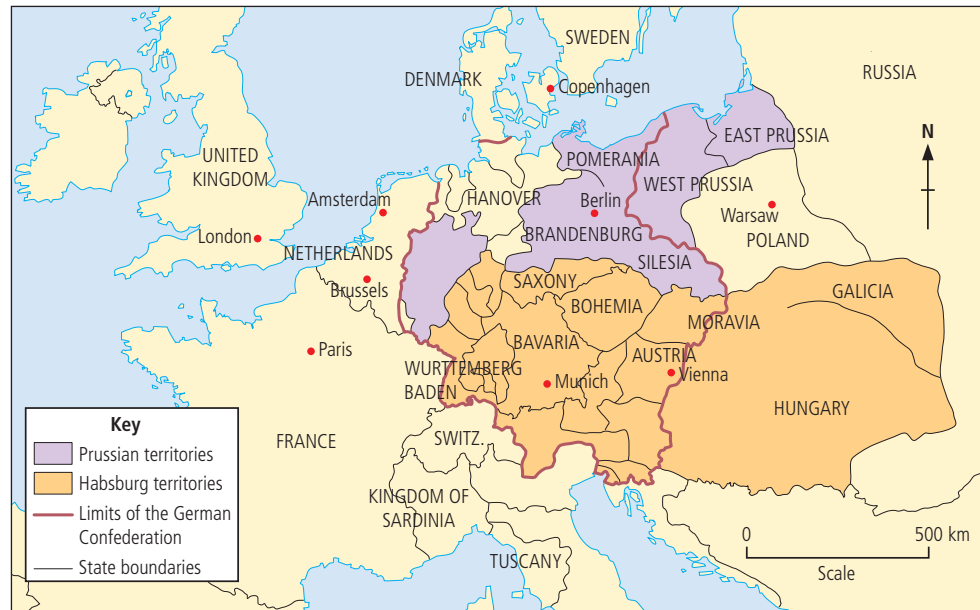 SWEDEN
DENMARK
Copenhagen
RUSSIA
N
EAST PRUSSIA
POMERANIA
UNITED
KINGDOM
WEST PRUSSIA
HANOVER
Amsterdam
Berlin
Warsaw
London
BRANDENBURG
POLAND
NETHERLANDS
SILESIA
SAXONY
Brussels
GALICIA
BOHEMIA
MORAVIA
BAVARIA
Paris
AUSTRIA
WURTTEMBERG
Vienna
BADEN
Munich
HUNGARY
FRANCE
SWITZ.
KINGDOM OF
SARDINIA
TUSCANY
Key
Prussian territories
Habsburg territories
Limits of the German
Confederation
State boundaries
0 500 km
Scale